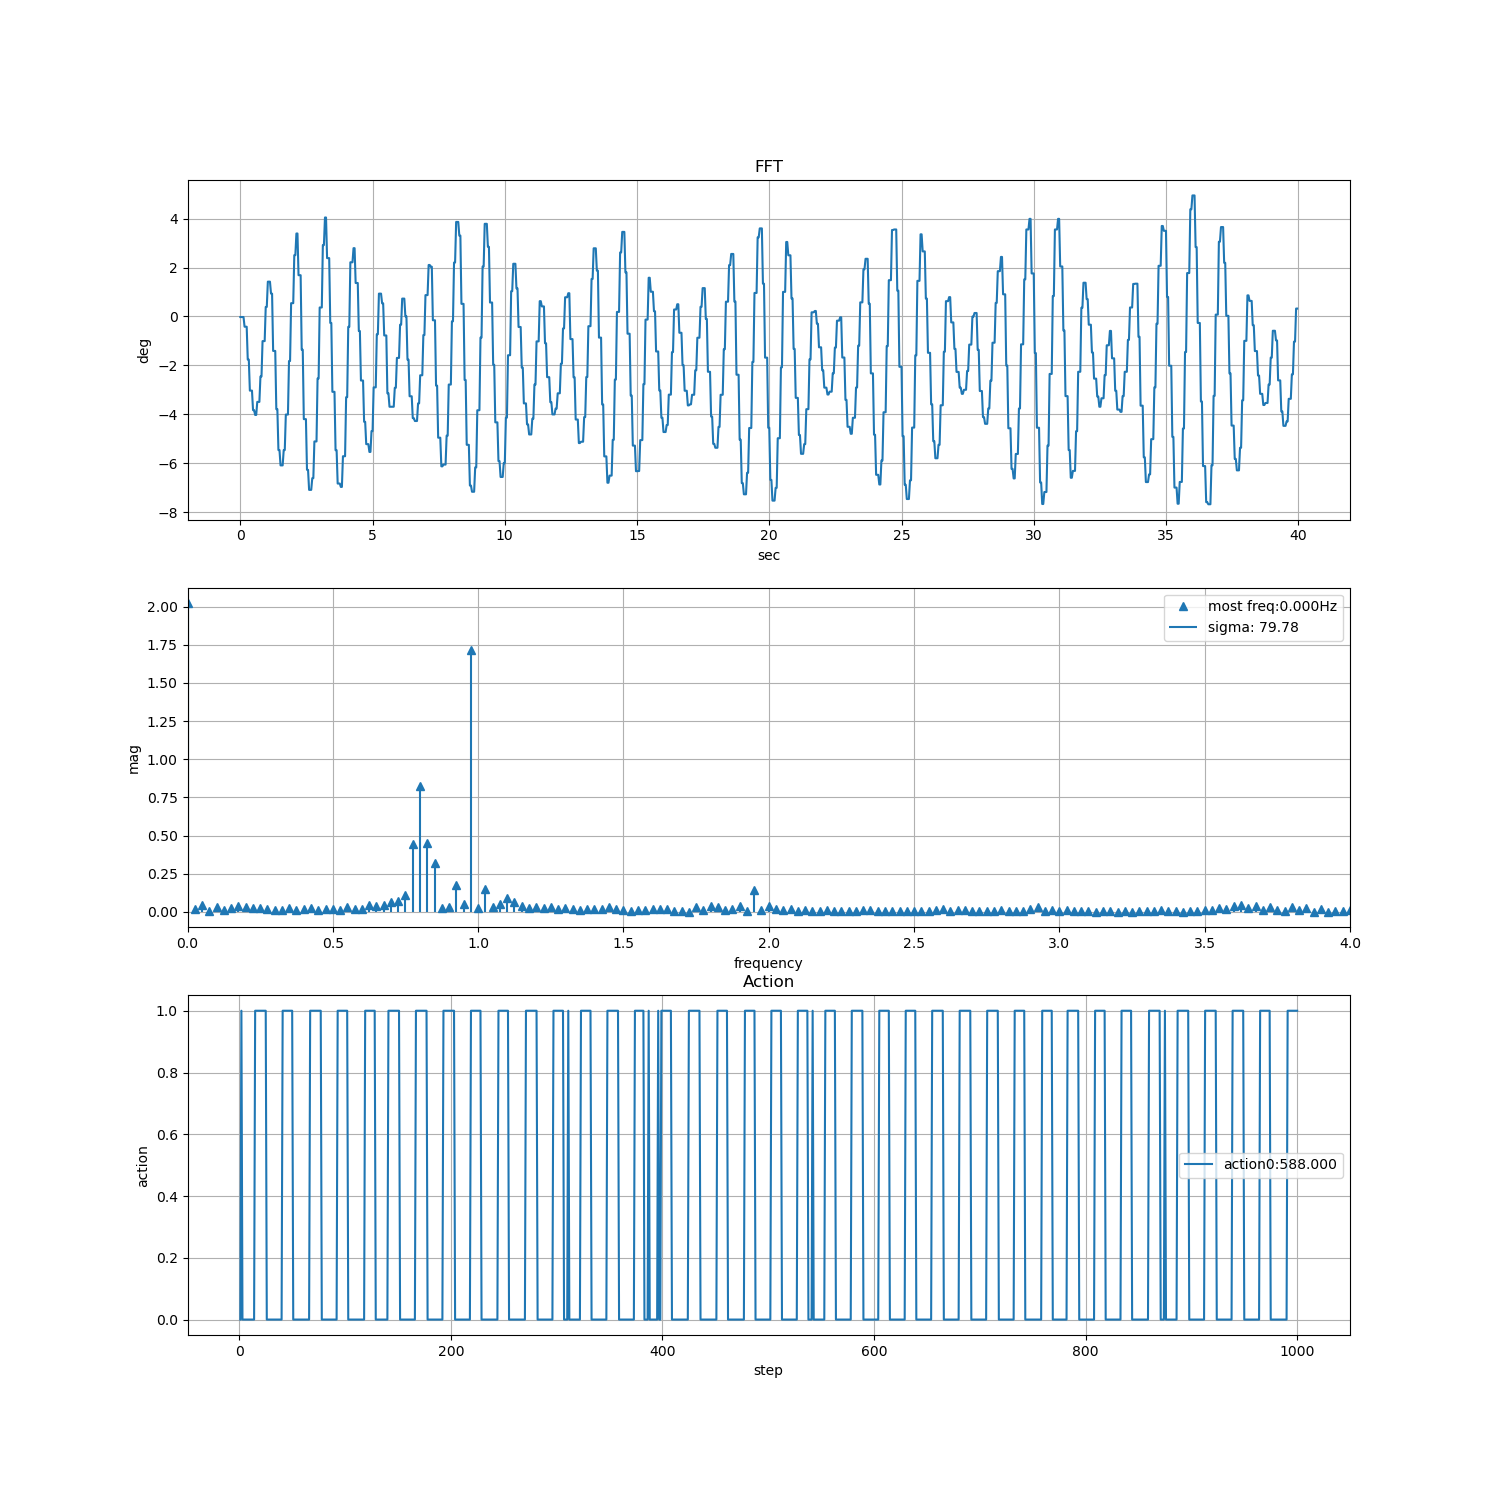 FFT
4
2
0
−2
−4
−6
−8
deg
0 5 10 15 20 25 30 35 40
sec
2.00
1.75
1.50
1.25
1.00
0.75
0.50
0.25
0.00
mag
most freq:0.000Hz
sigma: 79.78
0.0 0.5 1.0 1.5 2.0 2.5 3.0 3.5 4.0
frequency
Action
1.0
0.8
0.6
0.4
0.2
0.0
action
action0:588.000
0 200 400 600 800 1000
step